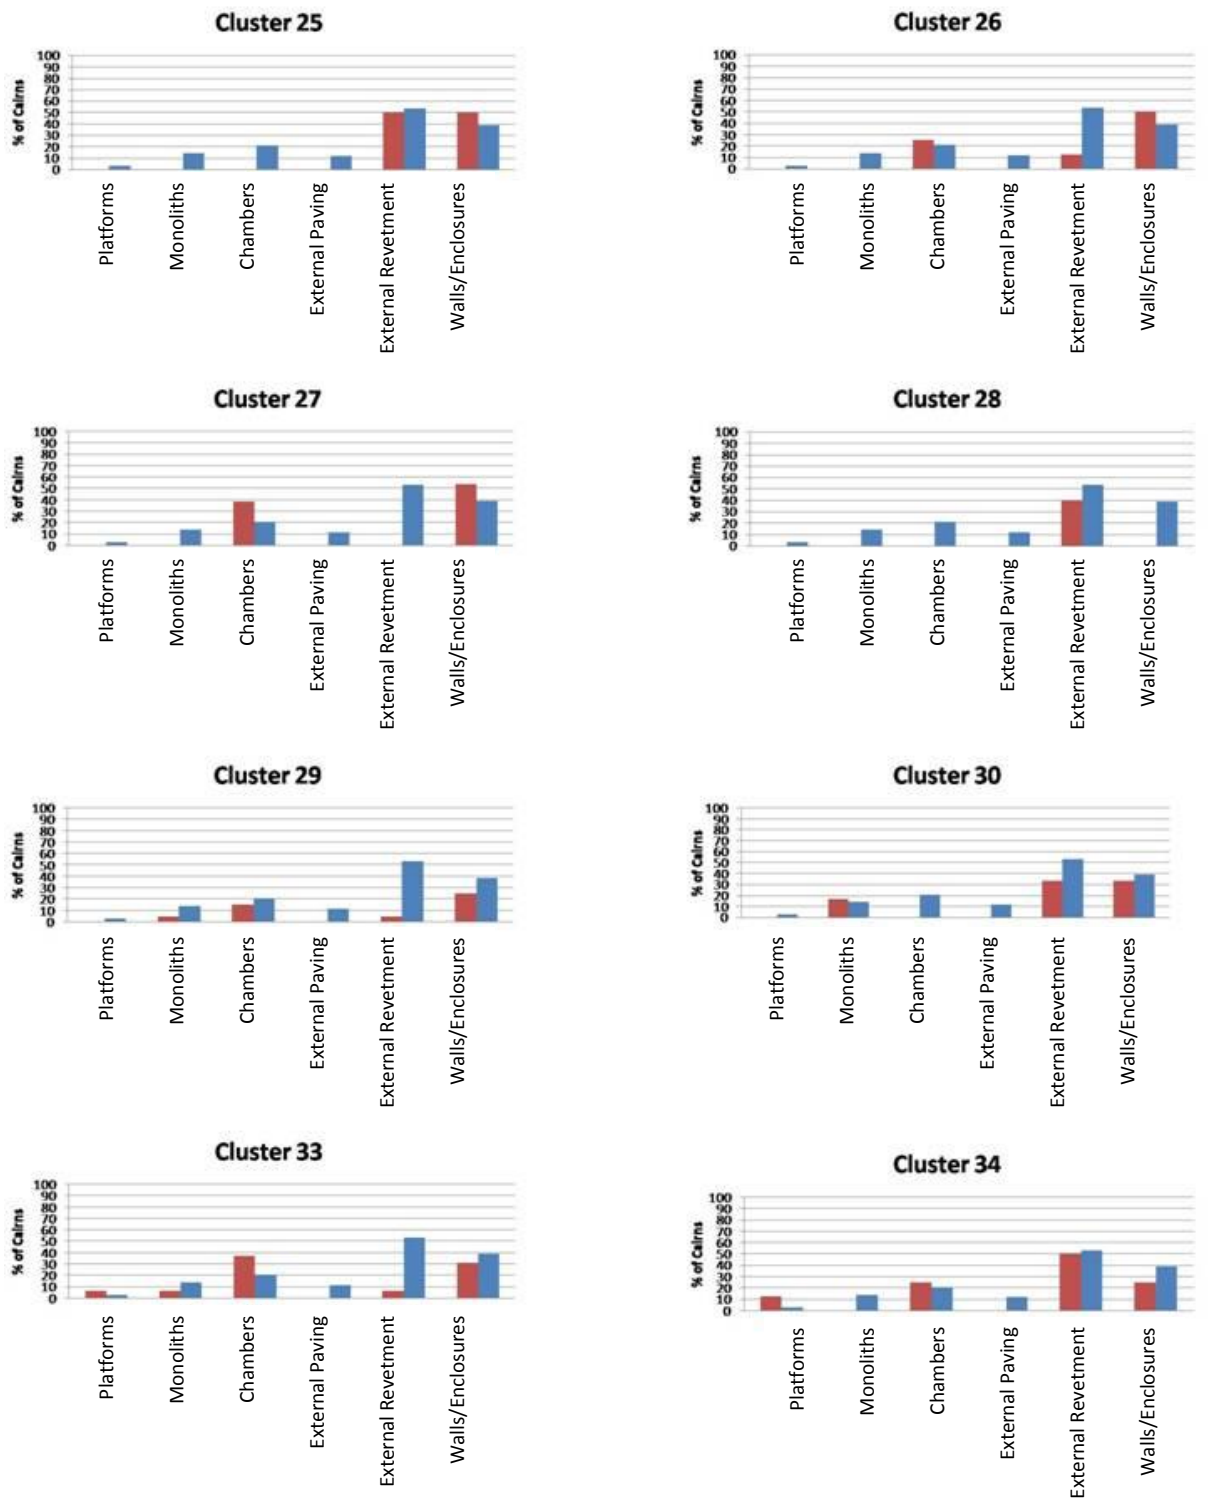 Cluster 25
% of Cairns
100
90
80
70
60
50
40
30
20
10
0
Platforms
Monoliths
Chambers
External Paving
External Revetment
Walls/Enclosures
Cluster 26
% of Cairns
100
90
80
70
60
50
40
30
20
10
0
Platforms
Monoliths
Chambers
External Paving
External Revetment
Walls/Enclosures
Cluster 27
% of Cairns
100
90
80
70
60
50
40
30
20
10
0
Platforms
Monoliths
Chambers
External Paving
External Revetment
Walls/Enclosures
Cluster 28
% of Cairns
100
90
80
70
60
50
40
30
20
10
0
Platforms
Monoliths
Chambers
External Paving
External Revetment
Walls/Enclosures
Cluster 29
% of Cairns
100
90
80
70
60
50
40
30
20
10
0
Platforms
Monoliths
Chambers
External Paving
External Revetment
Walls/Enclosures
Cluster 30
% of Cairns
100
90
80
70
60
50
40
30
20
10
0
Platforms
Monoliths
Chambers
External Paving
External Revetment
Walls/Enclosures
Cluster 33
% of Cairns
100
90
80
70
60
50
40
30
20
10
0
Platforms
Monoliths
Chambers
External Paving
External Revetment
Walls/Enclosures
Cluster 34
% of Cairns
100
90
80
70
60
50
40
30
20
10
0
Platforms
Monoliths
Chambers
External Paving
External Revetment
Walls/Enclosures